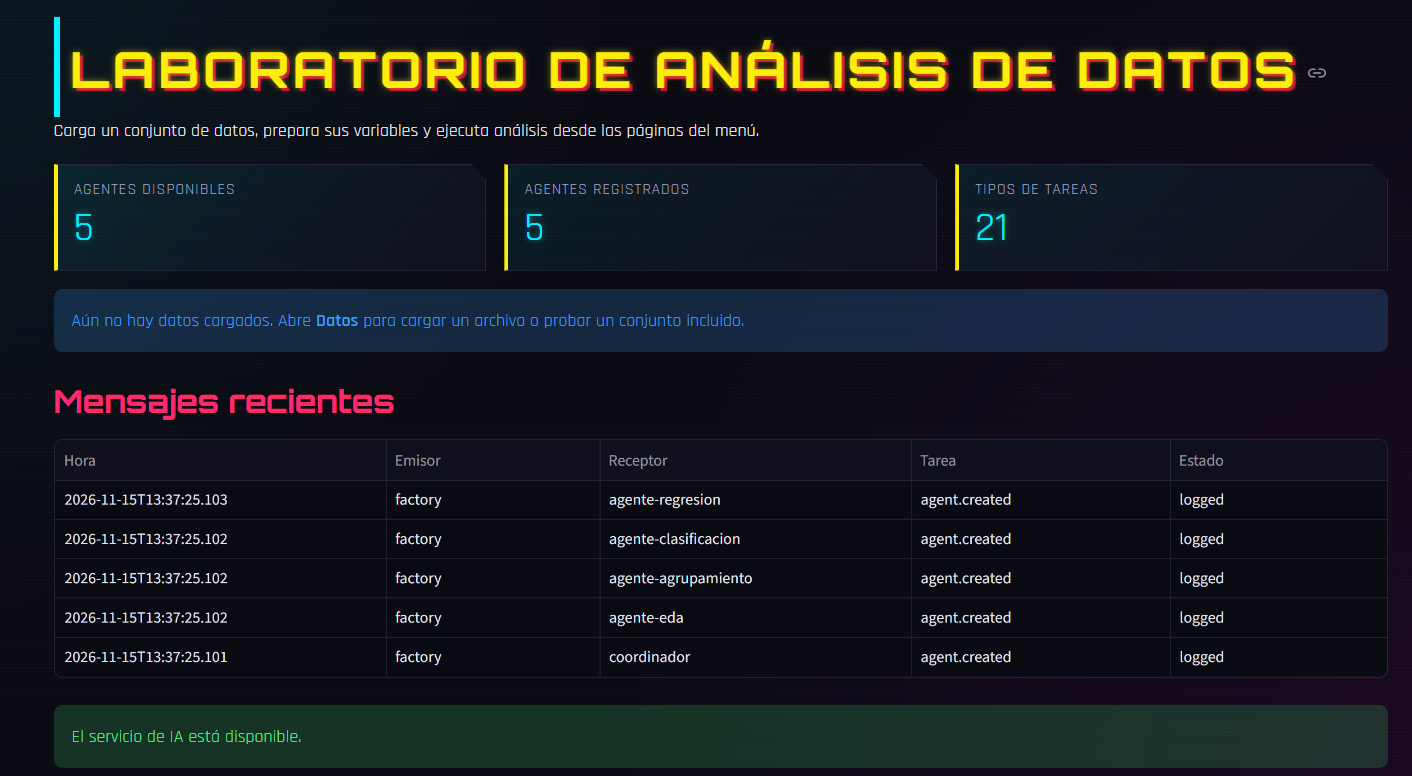 LABORATORIO DE ANÁLISIS DE DATOS
Carga un conjunto de datos, prepara sus variables y ejecuta análisis desde las páginas del menú.
AGENTES DISPONIBLES AGENTES REGISTRADOS TIPOS DE TAREAS
5 5 21
Aún no hay datos cargados. Abre Datos para cargar un archivo o probar un conjunto incluido.
Mensajes recientes
Hora Emisor Receptor Tarea Estado
2026-11-15T13:37:25.103 factory agente-regresion agent.created logged
2026-11-15T13:37:25.102 factory agente-clasificacion agent.created logged
2026-11-15T13:37:25.102 factory agente-agrupamiento agent.created logged
2026-11-15T13:37:25.102 factory agente-eda agent.created logged
2026-11-15T13:37:25.101 factory coordinador agent.created logged
El servicio de IA está disponible.